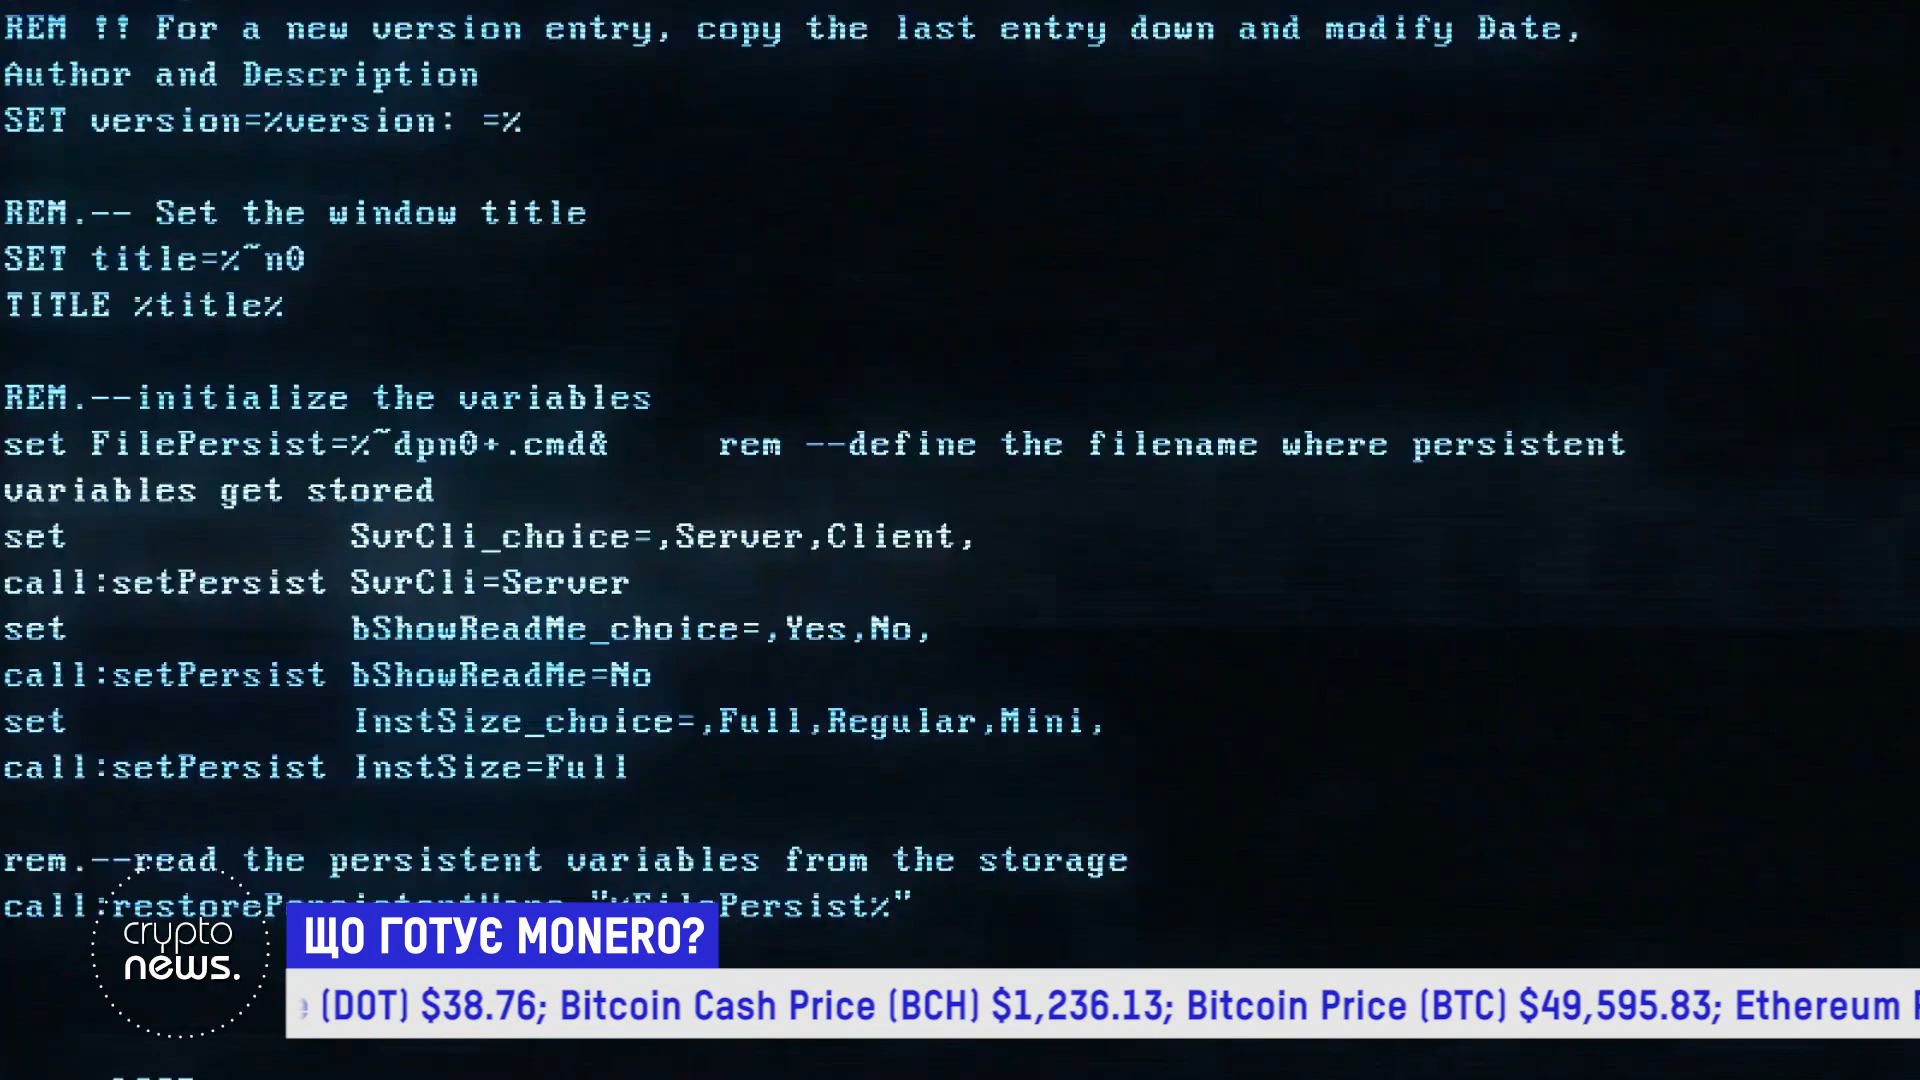 REM !! For a new version entry, copy the last entry down and modify Date,
Author and Description
SET version=%version: =%
REM.-- Set the window title
SET title=%~n0
TITLE %title%
REM.--initialize the variables
set FilePersist=%~dpn0+.cmd&     rem --define the filename where persistent
variables get stored
set             SvrCli_choice=,Server,Client,
call:setPersist SvrCli=Server
set             bShowReadMe_choice=,Yes,No,
call:setPersist bShowReadMe=No
set             InstSize_choice=,Full,Regular,Mini,
call:setPersist InstSize=Full
rem.--read the persistent variables from the storage
call:restorePersistentVars "%FilePersist%"
crypto
news.
ЩО ГОТУЄ MONERO?
(DOT) $38.76; Bitcoin Cash Price (BCH) $1,236.13; Bitcoin Price (BTC) $49,595.83; Ethereum